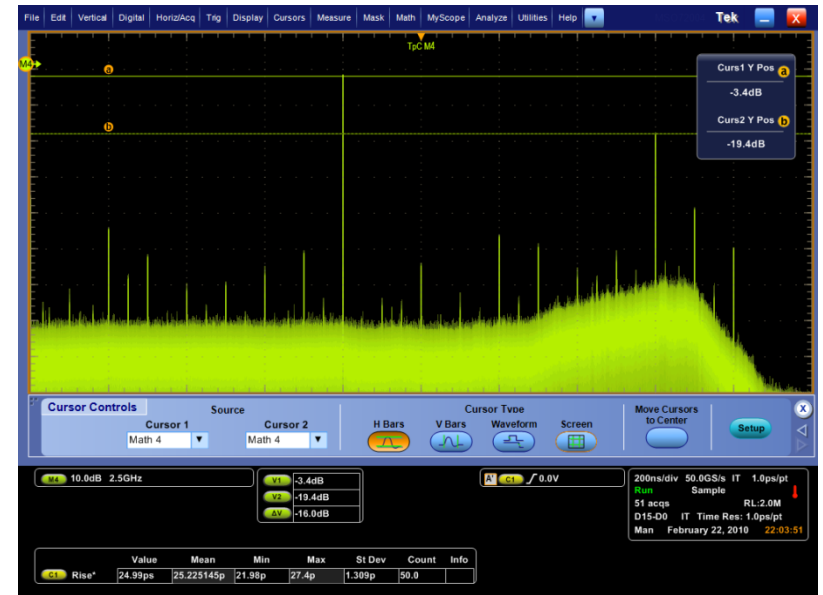 File Edit Vertical Digital Horiz/Acq Trig Display Cursors Measure Mask Math MyScope Analyze Utilities Help Tek X
TpC M4
M4
a
Curs1 Y Pos a
-3.4dB
b
Curs2 Y Pos b
-19.4dB
Cursor Controls
Source
Cursor 1 Cursor 2
Math 4 Math 4
Cursor Type
H Bars V Bars Waveform Screen
Move Cursors
to Center
Setup
X
M4 10.0dB 2.5GHz
V1 -3.4dB
V2 -19.4dB
ΔV -16.0dB
A' C1 0.0V
200ns/div 50.0GS/s IT 1.0ps/pt
Run Sample
51 acqs RL:2.0M
D15-D0 IT Time Res: 1.0ps/pt
Man February 22, 2010 22:03:51
Value Mean Min Max St Dev Count Info
C1 Rise* 24.99ps 25.225145p 21.98p 27.4p 1.309p 50.0